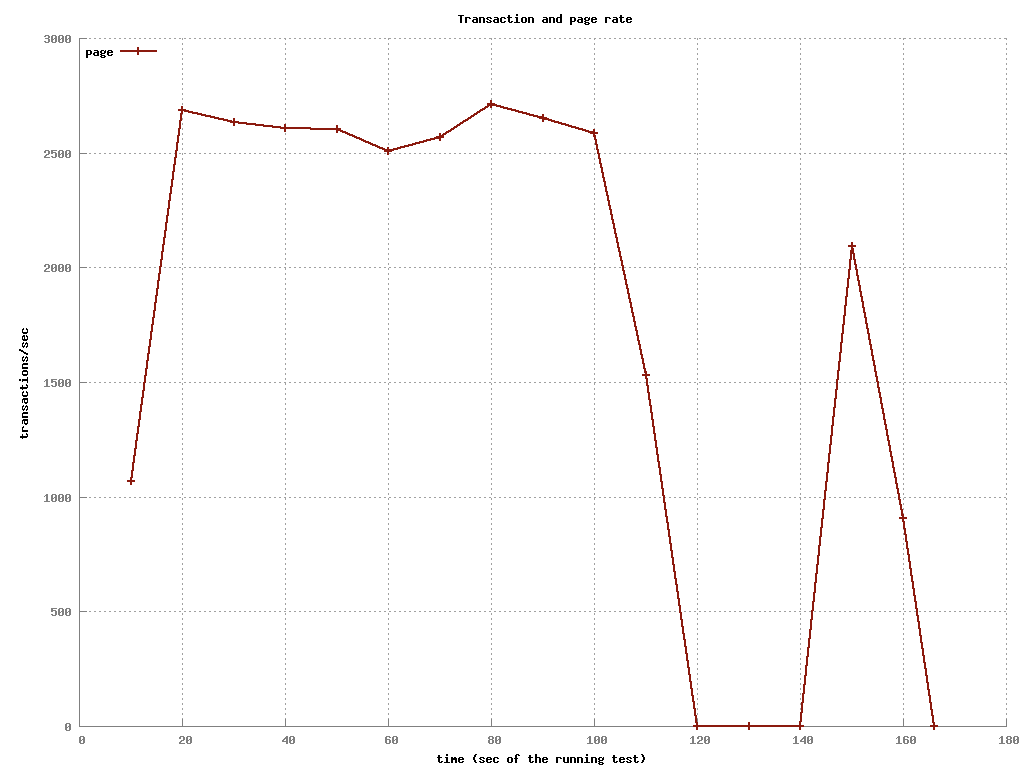 Transaction and page rate
3000
page
2500
2000
transactions/sec
1500
1000
500
0
0 20 40 60 80 100 120 140 160 180
time (sec of the running test)